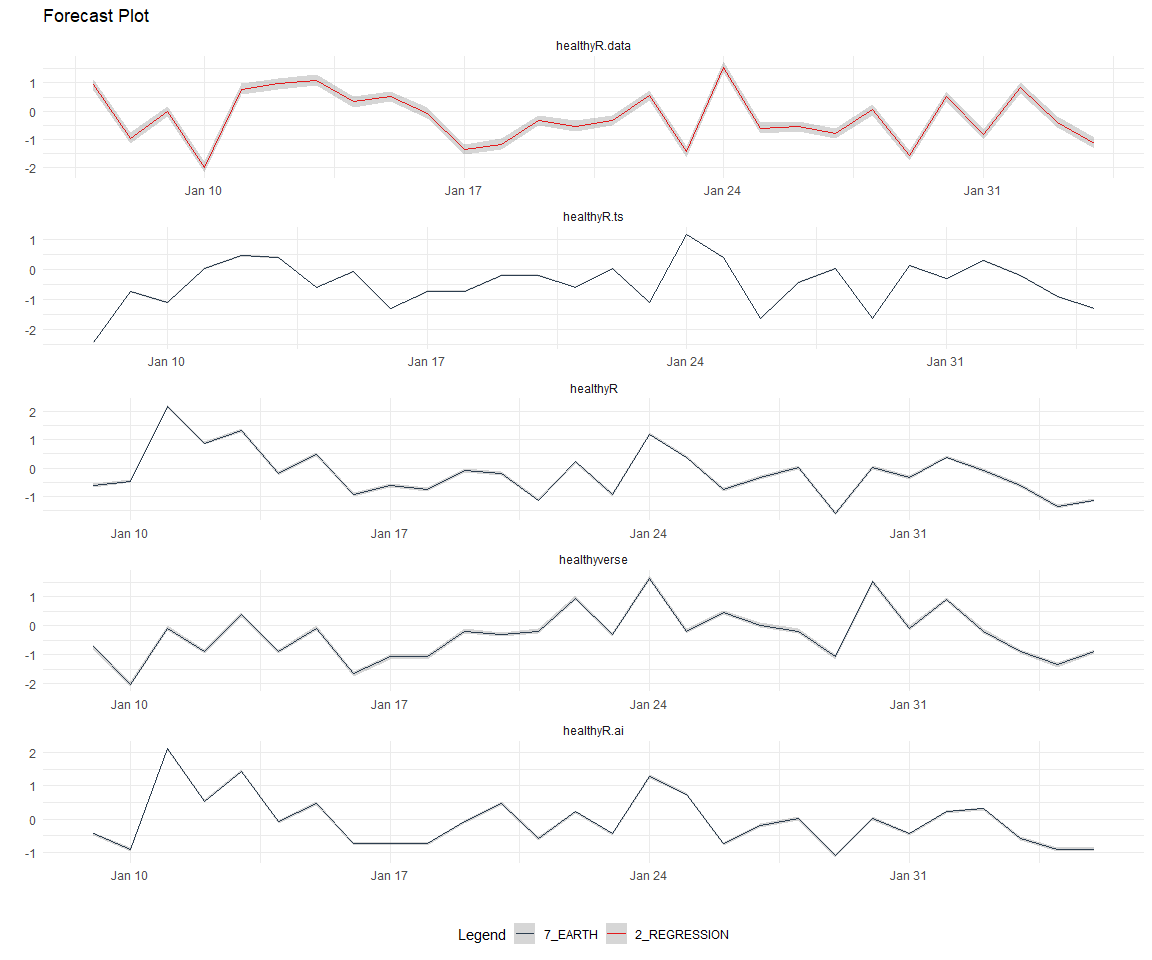 Forecast Plot
healthyR.data
1
0
-1
-2
Jan 10 Jan 17 Jan 24 Jan 31
healthyR.ts
1
0
-1
-2
Jan 10 Jan 17 Jan 24 Jan 31
healthyR
2
1
0
-1
Jan 10 Jan 17 Jan 24 Jan 31
healthyverse
1
0
-1
-2
Jan 10 Jan 17 Jan 24 Jan 31
healthyR.ai
2
1
0
-1
Jan 10 Jan 17 Jan 24 Jan 31
Legend 7_EARTH 2_REGRESSION